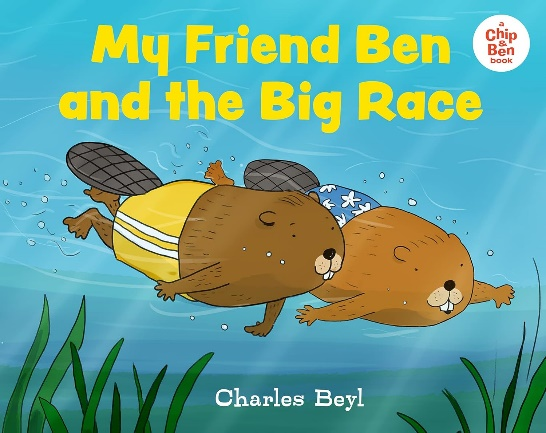 My Friend Ben
and the Big Race
a
Chip
&
Ben
book
Charles Beyl